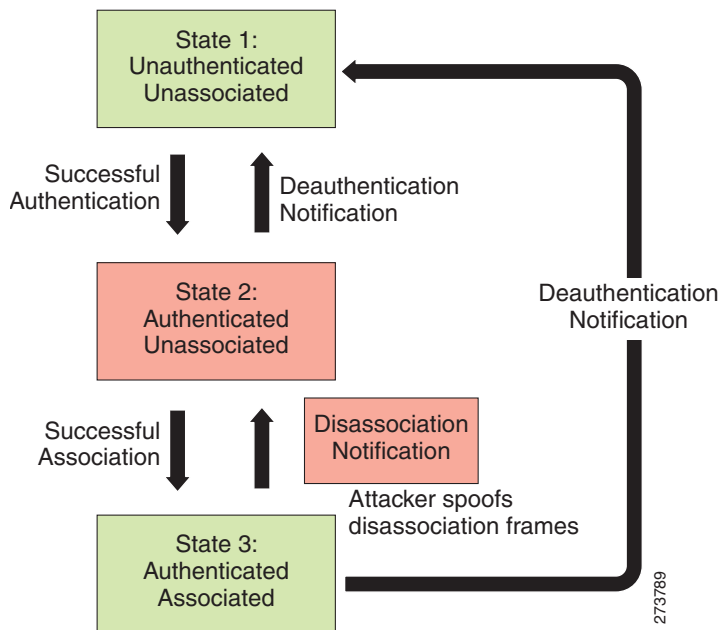 State 1:
Unauthenticated
Unassociated
Successful
Authentication
Deauthentication
Notification
State 2:
Authenticated
Unassociated
Deauthentication
Notification
Successful
Association
Disassociation
Notification
Attacker spoofs
disassociation frames
State 3:
Authenticated
Associated
273789